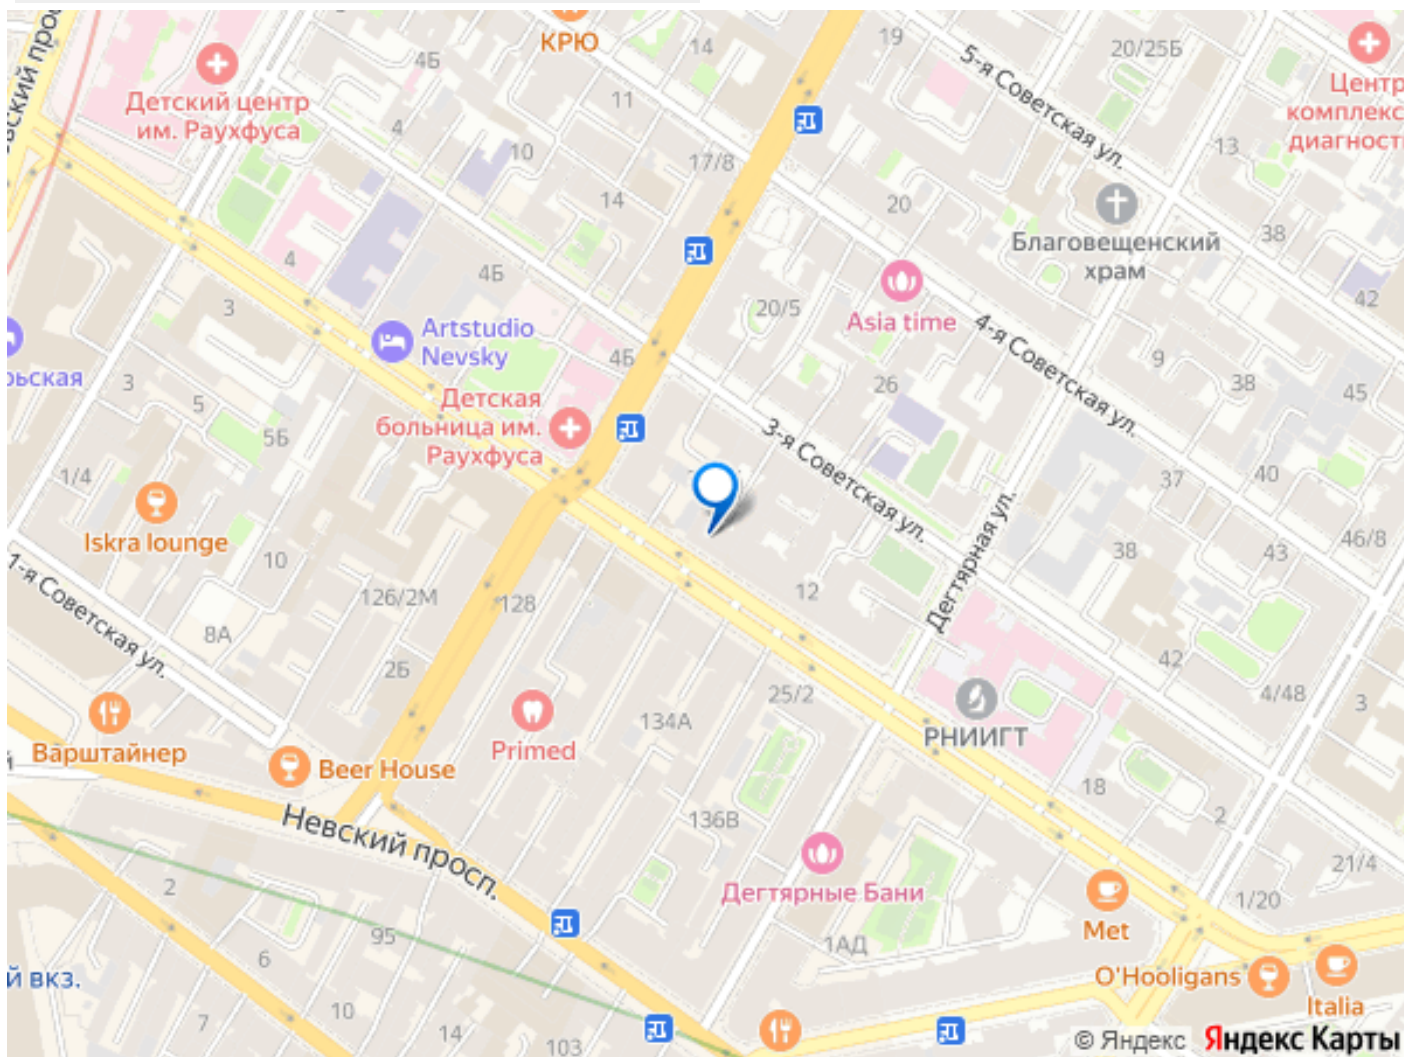 КРЮ
14
19
5-я Советская ул.
20/25Б
Центр
комплекс
диагност
Детский центр
им. Раухфуса
4Б
11
4
10
17/8
13
14
20
Благовещенский
храм
38
4
4Б
42
3
20/5
Asia time
4-я Советская ул.
Artstudio
Nevsky
4Б
9
ьская
3
5
26
38
45
Детская
больница им.
Раухфуса
5Б
3-я Советская ул.
1/4
37
40
Iskra lounge
Дегтярная ул.
46/8
10
38
43
1-я Советская ул.
126/2М
128
12
8А
2Б
42
25/2
4/48
3
134А
Primed
РНИИГТ
Варштайнер
Beer House
18
2
Невский просп.
136В
21/4
2
Дегтярные Бани
Met
1/20
95
1АД
6
й вкз.
O'Hooligans
Italia
10
7
14
103
© Яндекс Яндекс Карты